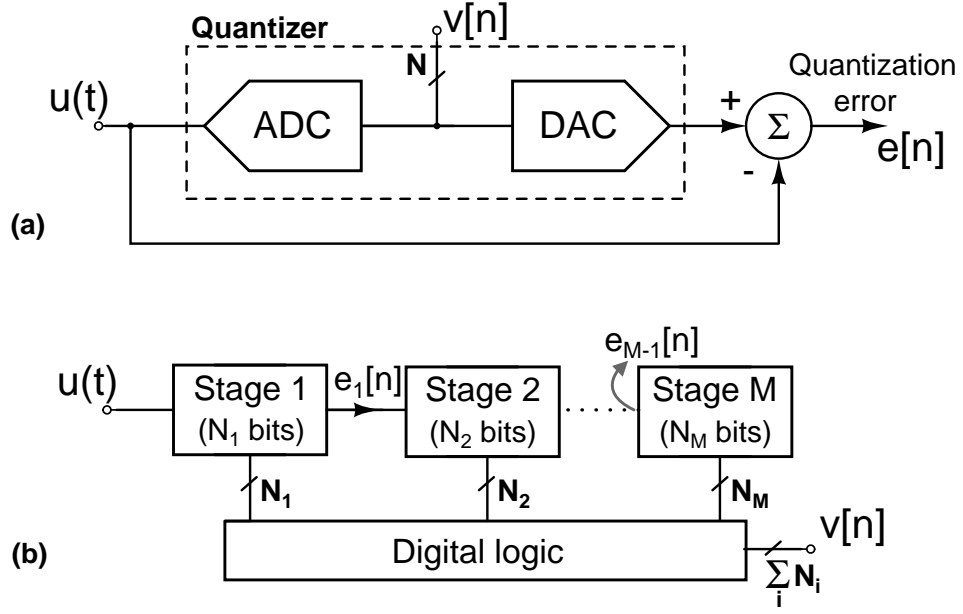 Quantizer
v[n]
N
u(t)
ADC
DAC
+
Σ
-
Quantization
error
e[n]
(a)
e_{M-1}[n]
u(t)
Stage 1
(N_1 bits)
e_1[n]
Stage 2
(N_2 bits)
Stage M
(N_M bits)
N_1
N_2
N_M
Digital logic
v[n]
∑_i N_i
(b)